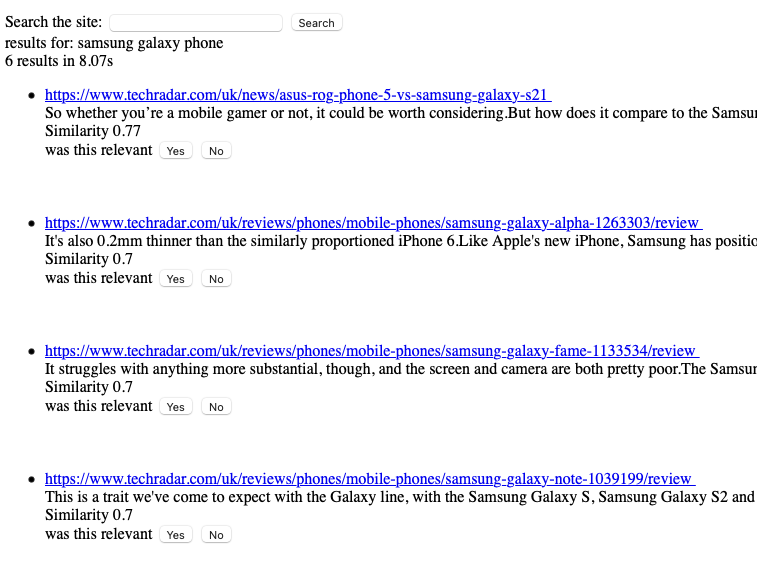 Search the site: Search
results for: samsung galaxy phone
6 results in 8.07s
https://www.techradar.com/uk/news/asus-rog-phone-5-vs-samsung-galaxy-s21
So whether you're a mobile gamer or not, it could be worth considering.But how does it compare to the Samsu
Similarity 0.77
was this relevant Yes No
https://www.techradar.com/uk/reviews/phones/mobile-phones/samsung-galaxy-alpha-1263303/review
It's also 0.2mm thinner than the similarly proportioned iPhone 6.Like Apple's new iPhone, Samsung has positio
Similarity 0.7
was this relevant Yes No
https://www.techradar.com/uk/reviews/phones/mobile-phones/samsung-galaxy-fame-1133534/review
It struggles with anything more substantial, though, and the screen and camera are both pretty poor.The Samsur
Similarity 0.7
was this relevant Yes No
https://www.techradar.com/uk/reviews/phones/mobile-phones/samsung-galaxy-note-1039199/review
This is a trait we've come to expect with the Galaxy line, with the Samsung Galaxy S, Samsung Galaxy S2 and
Similarity 0.7
was this relevant Yes No